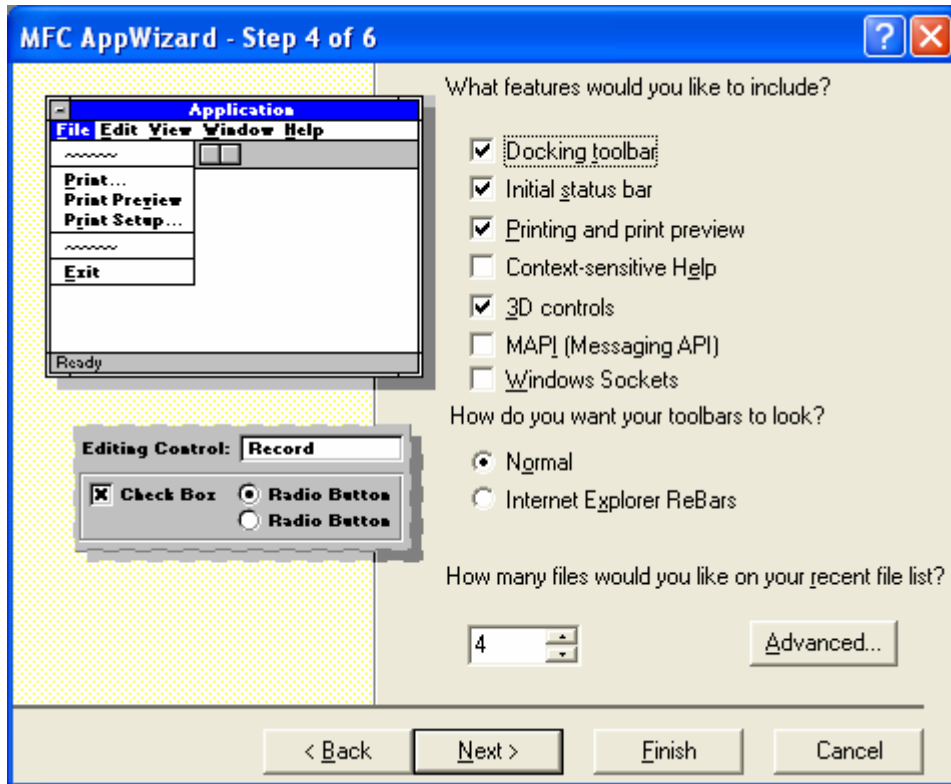 MFC AppWizard - Step 4 of 6
Application
File Edit View Window Help
Print...
Print Preview
Print Setup...
Exit
Ready
Editing Control: Record
Check Box Radio Button
Radio Button
What features would you like to include?
Docking toolbar
Initial status bar
Printing and print preview
Context-sensitive Help
3D controls
MAPI (Messaging API)
Windows Sockets
How do you want your toolbars to look?
Normal
Internet Explorer ReBars
How many files would you like on your recent file list?
4
Advanced...
< Back Next > Finish Cancel